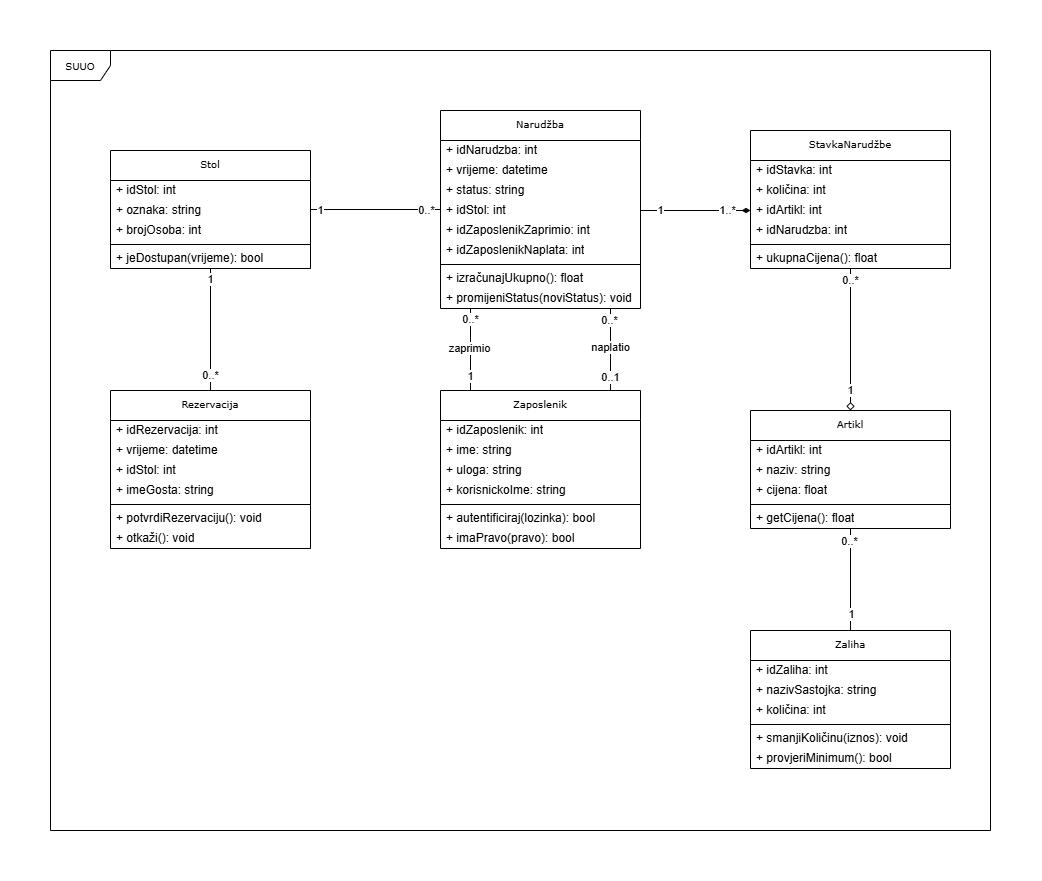 SUUO
Stol
+ idStol: int
+ oznaka: string
+ brojOsoba: int
+ jeDostupan(vrijeme): bool
1
0..*
Narudžba
+ idNarudzba: int
+ vrijeme: datetime
+ status: string
+ idStol: int
+ idZaposlenikZaprimio: int
+ idZaposlenikNaplata: int
+ izračunajUkupno(): float
+ promijeniStatus(noviStatus): void
1
1..*
StavkaNarudžbe
+ idStavka: int
+ količina: int
+ idArtikl: int
+ idNarudzba: int
+ ukupnaCijena(): float
1
0..*
0..*
zaprimio
1
0..*
naplatio
0..1
0..*
1
Rezervacija
+ idRezervacija: int
+ vrijeme: datetime
+ idStol: int
+ imeGosta: string
+ potvrdiRezervaciju(): void
+ otkaži(): void
Zaposlenik
+ idZaposlenik: int
+ ime: string
+ uloga: string
+ korisnickoIme: string
+ autentificiraj(lozinka): bool
+ imaPravo(pravo): bool
Artikl
+ idArtikl: int
+ naziv: string
+ cijena: float
+ getCijena(): float
0..*
1
Zaliha
+ idZaliha: int
+ nazivSastojka: string
+ količina: int
+ smanjiKoličinu(iznos): void
+ provjeriMinimum(): bool